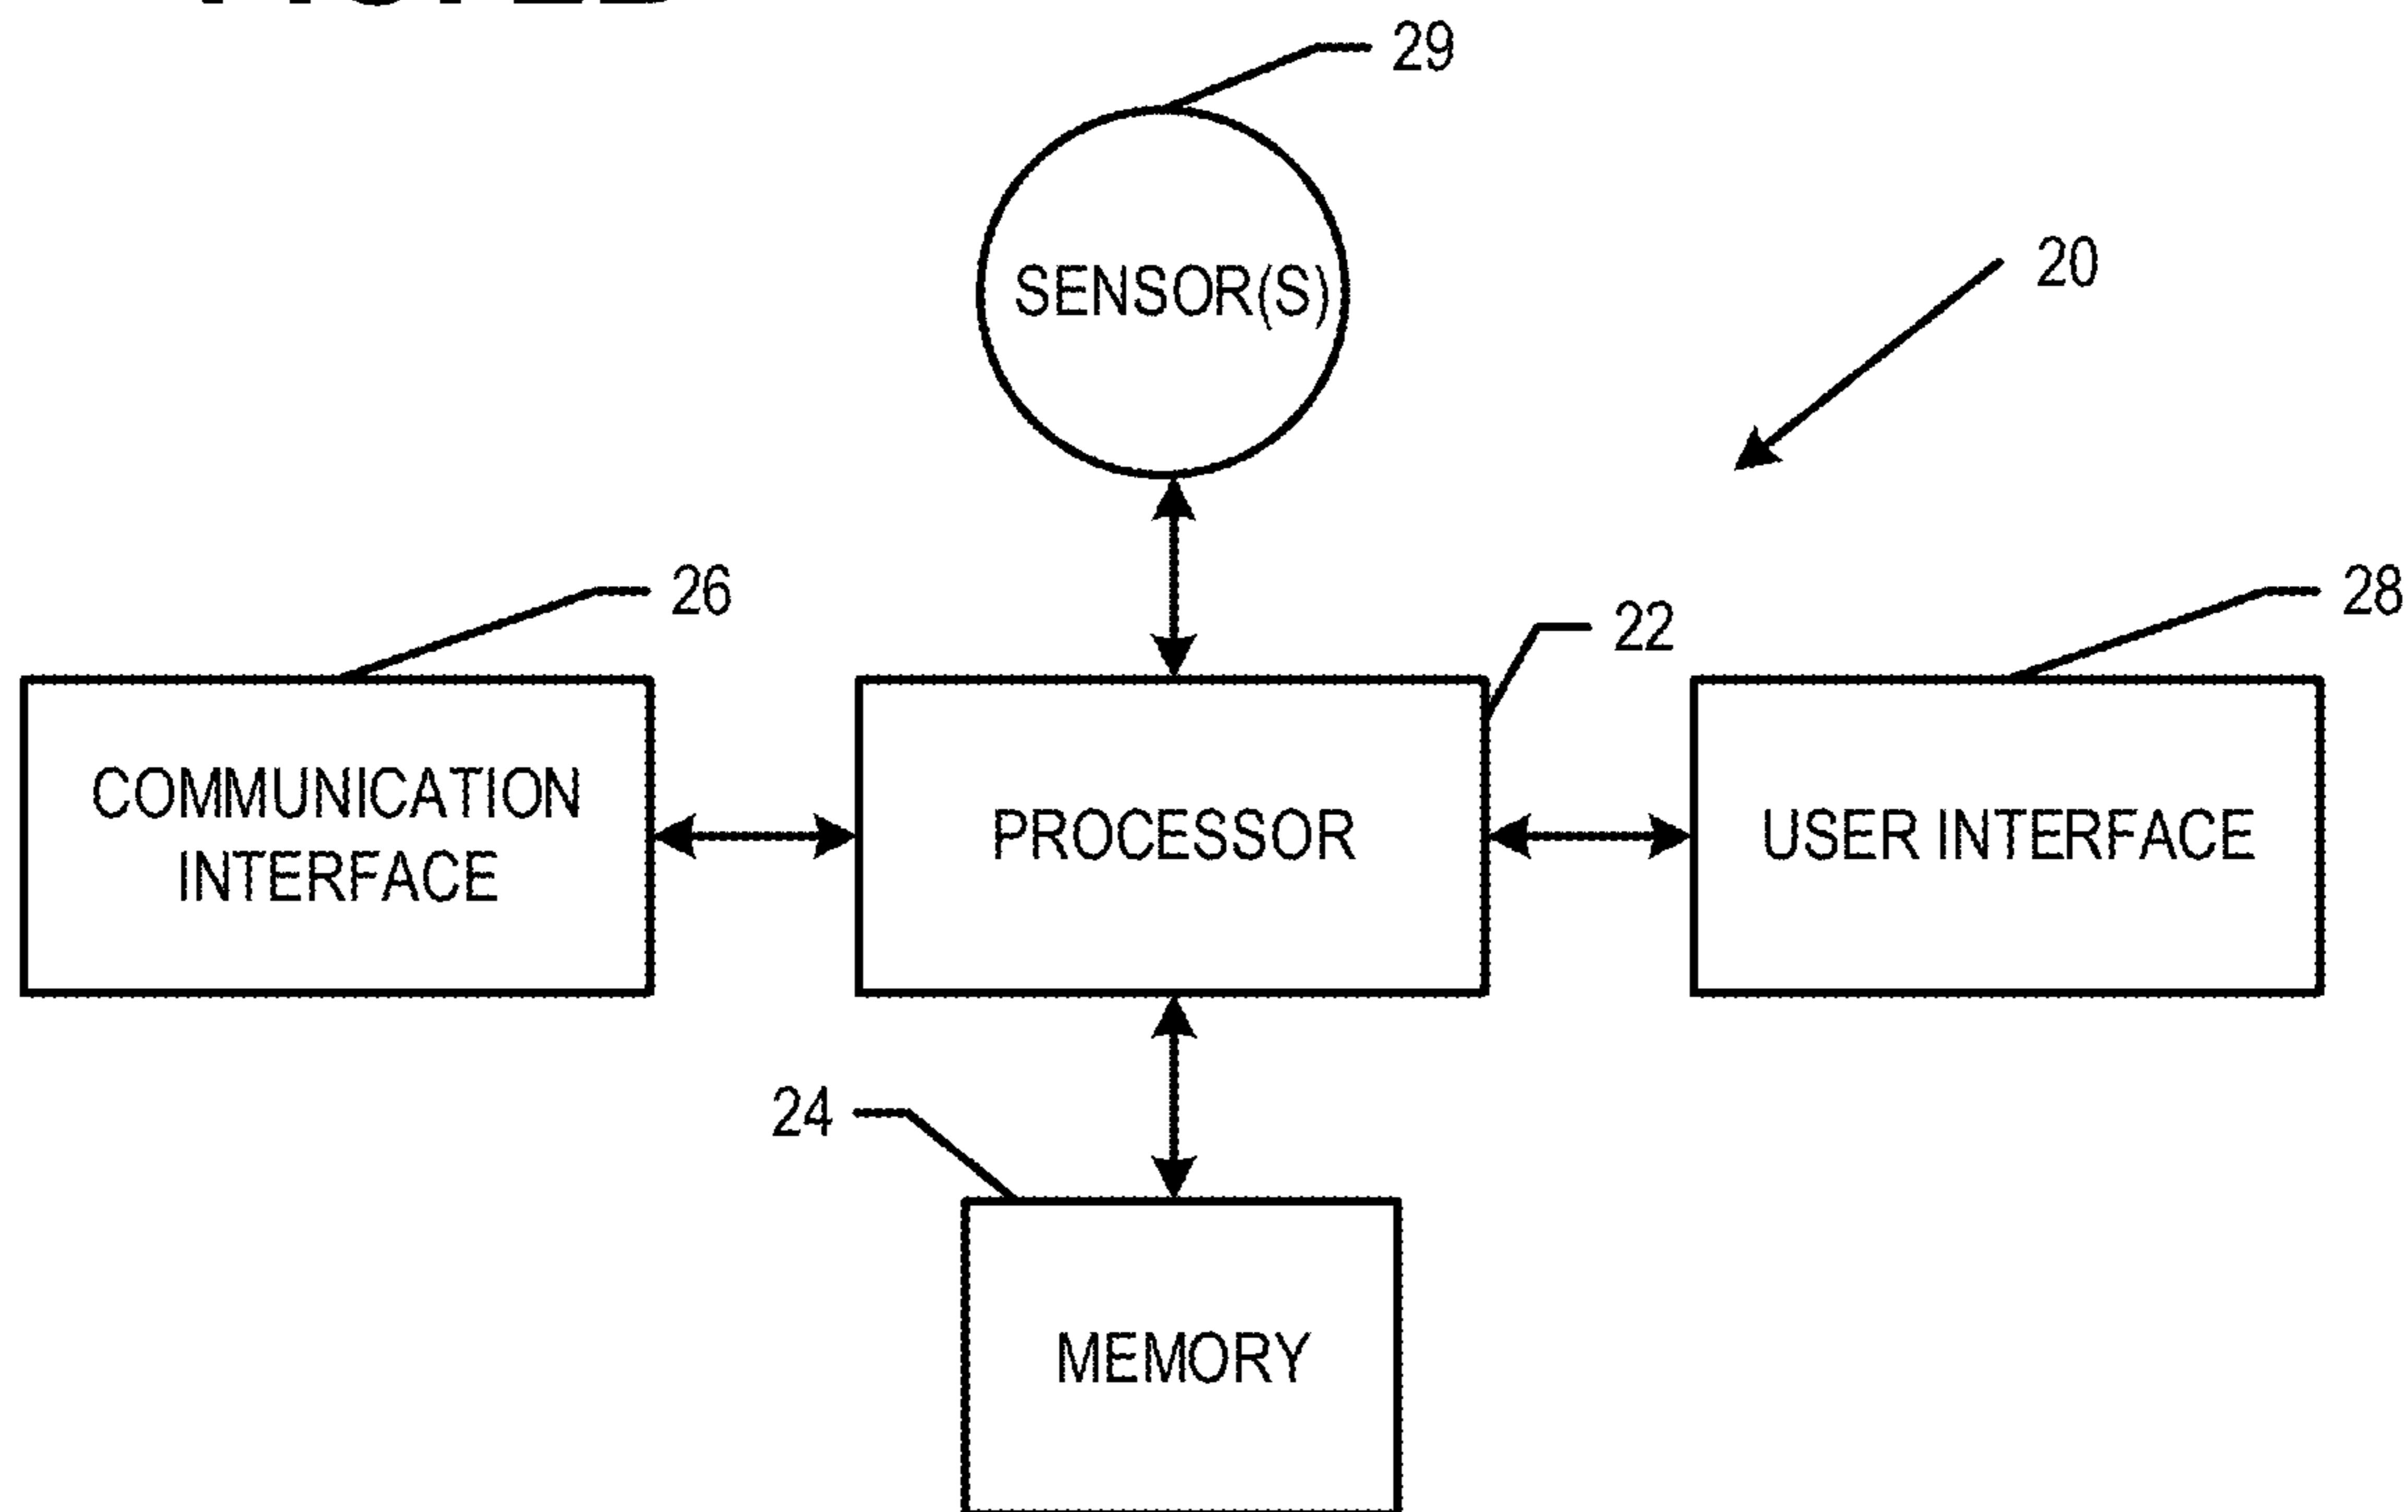 29
SENSOR(S)
20
26
22
28
COMMUNICATION
INTERFACE
PROCESSOR
USER INTERFACE
24
MEMORY